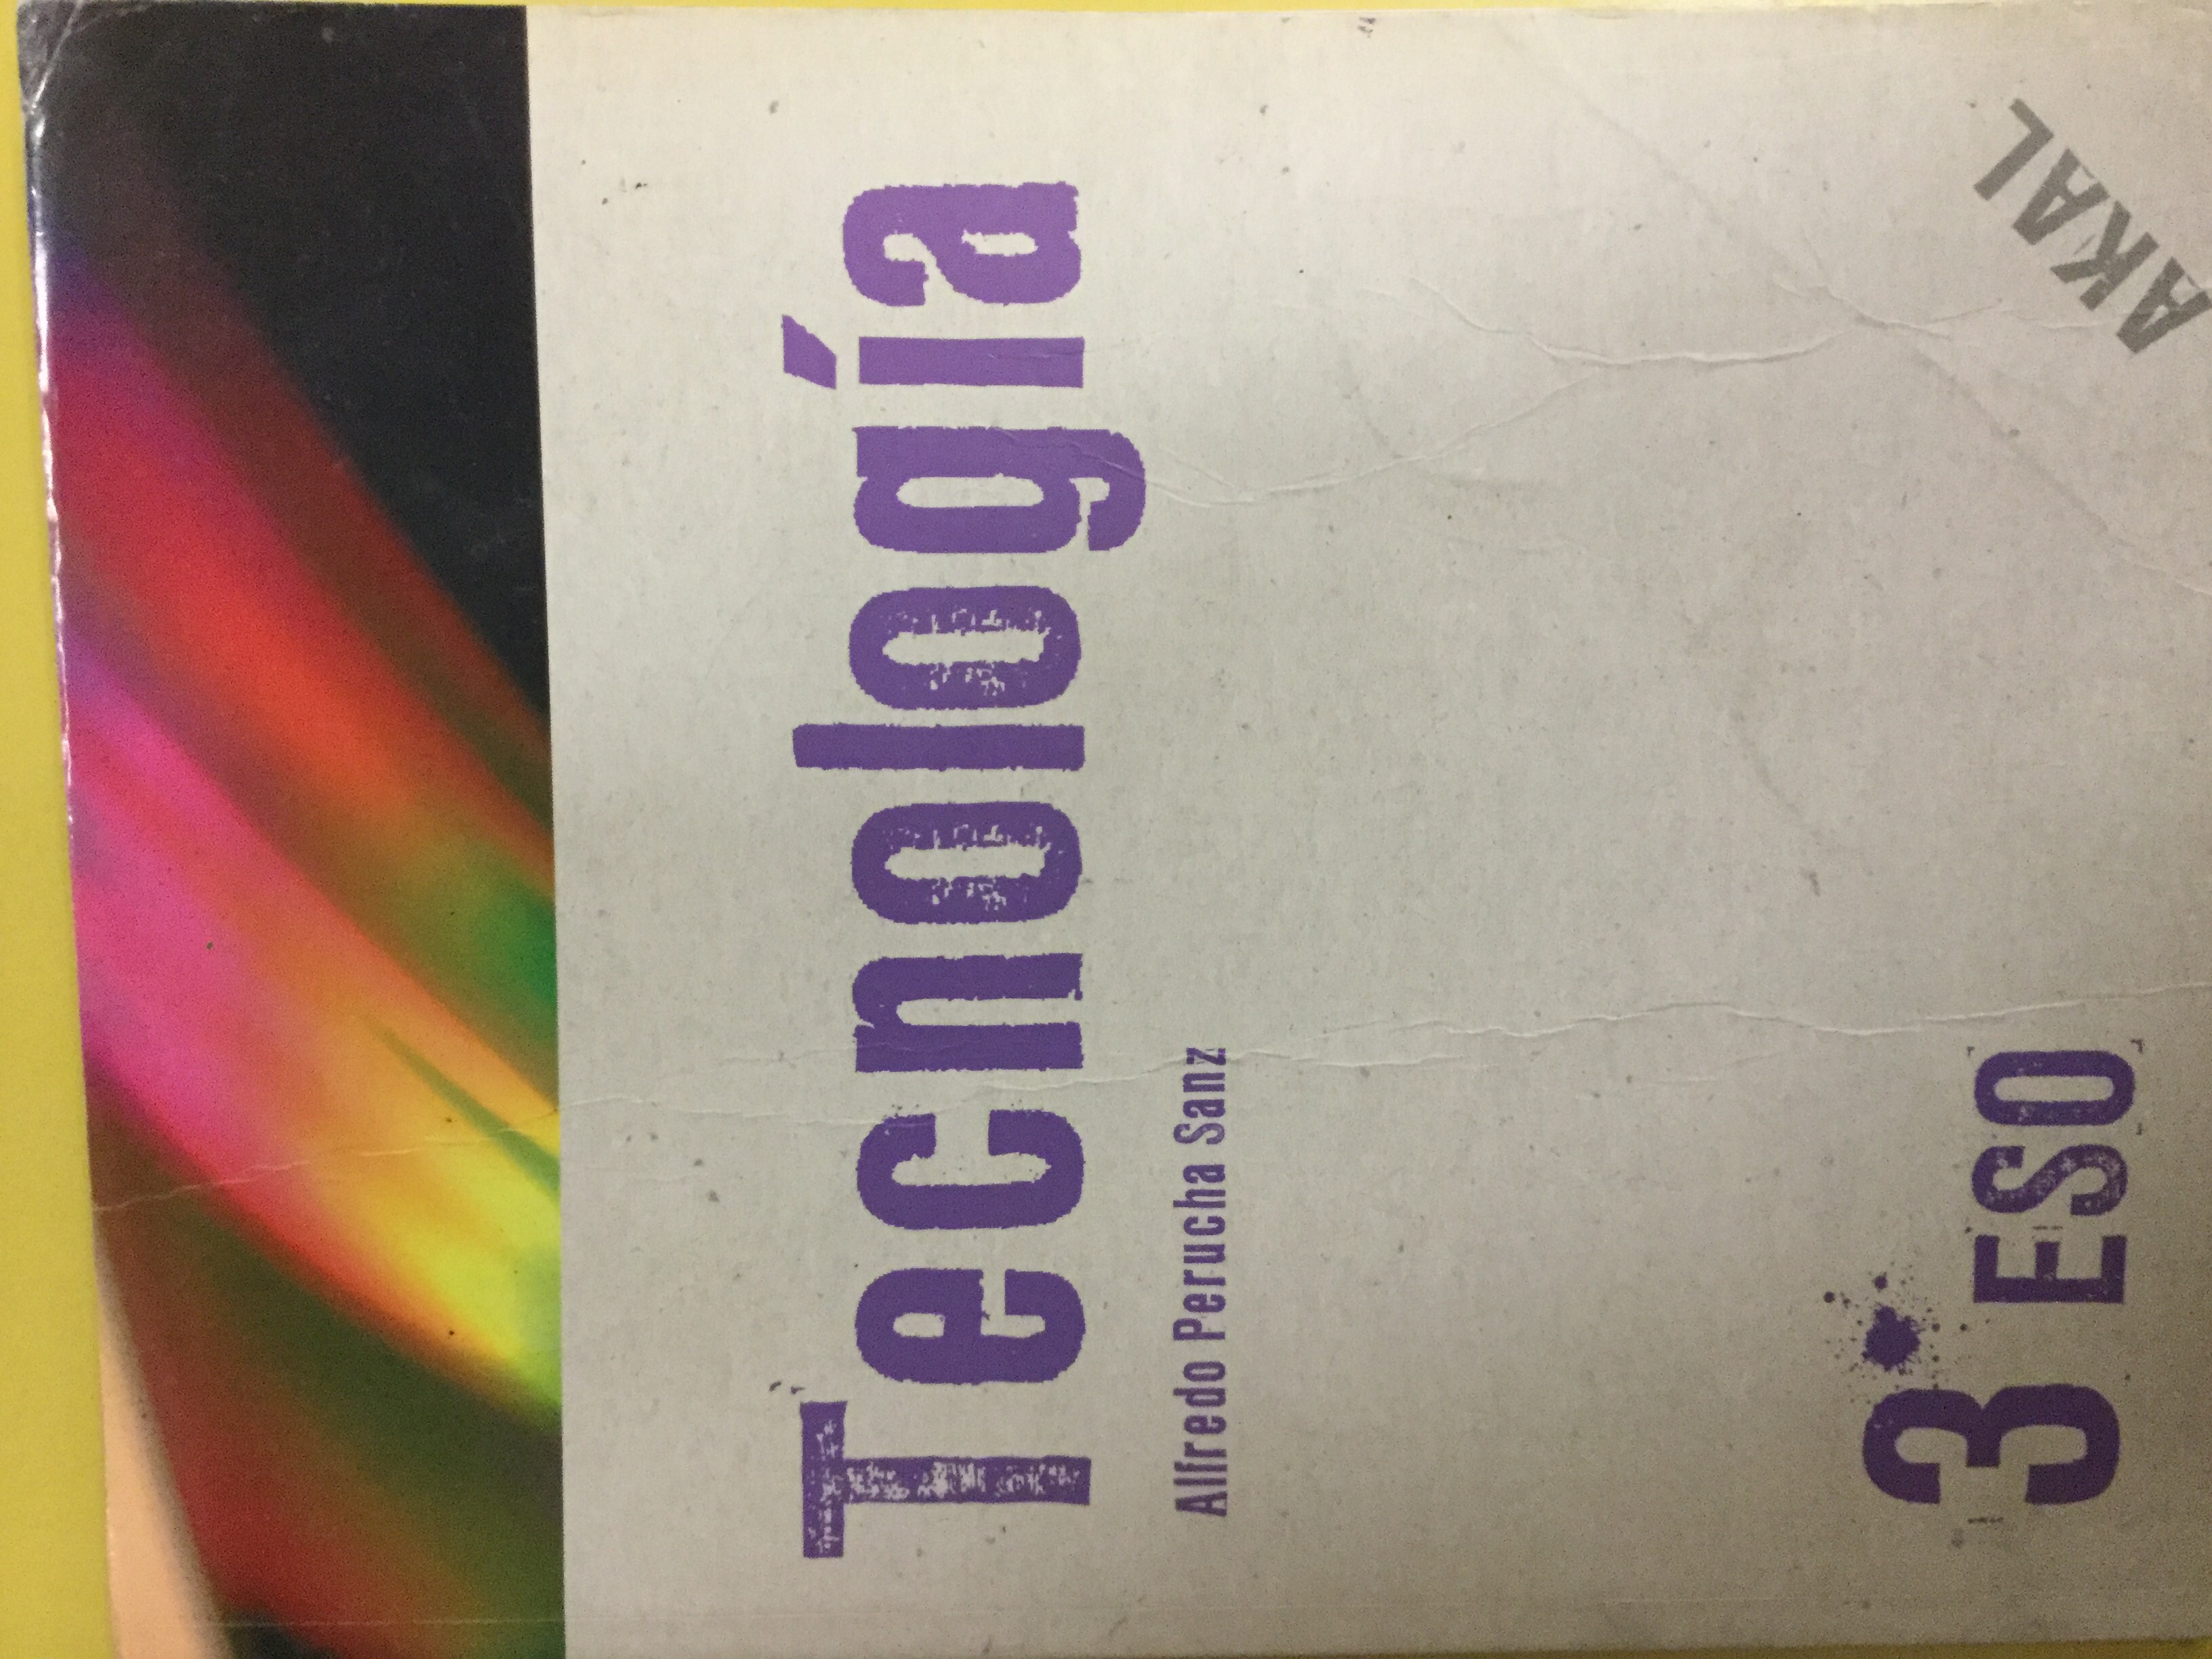 Tecnología
Alfredo Perucha Sanz
3 ESO
AKAL